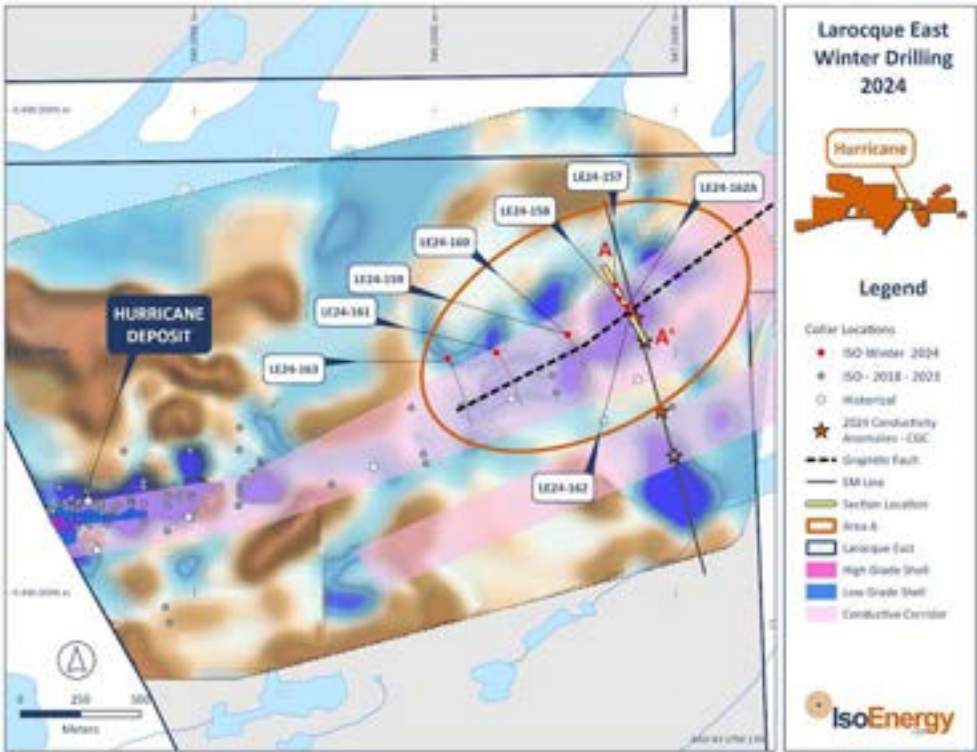 Larocque East
Winter Drilling
2024
Hurricane
LE24-157
LE24-158
LE24-162A
LE24-160
LE24-159
LE24-161
LE24-163
LE24-162
A
A'
HURRICANE
DEPOSIT
0 250 500
Meters
Legend
Collar Locations
ISO Winter 2024
ISO - 2018 - 2023
Historical
2024 Conductivity
Anomalies - CGC
Graphitic Fault
EM Line
Section Location
Area A
Larocque East
High Grade Shell
Low Grade Shell
Conductive Corridor
IsoEnergy